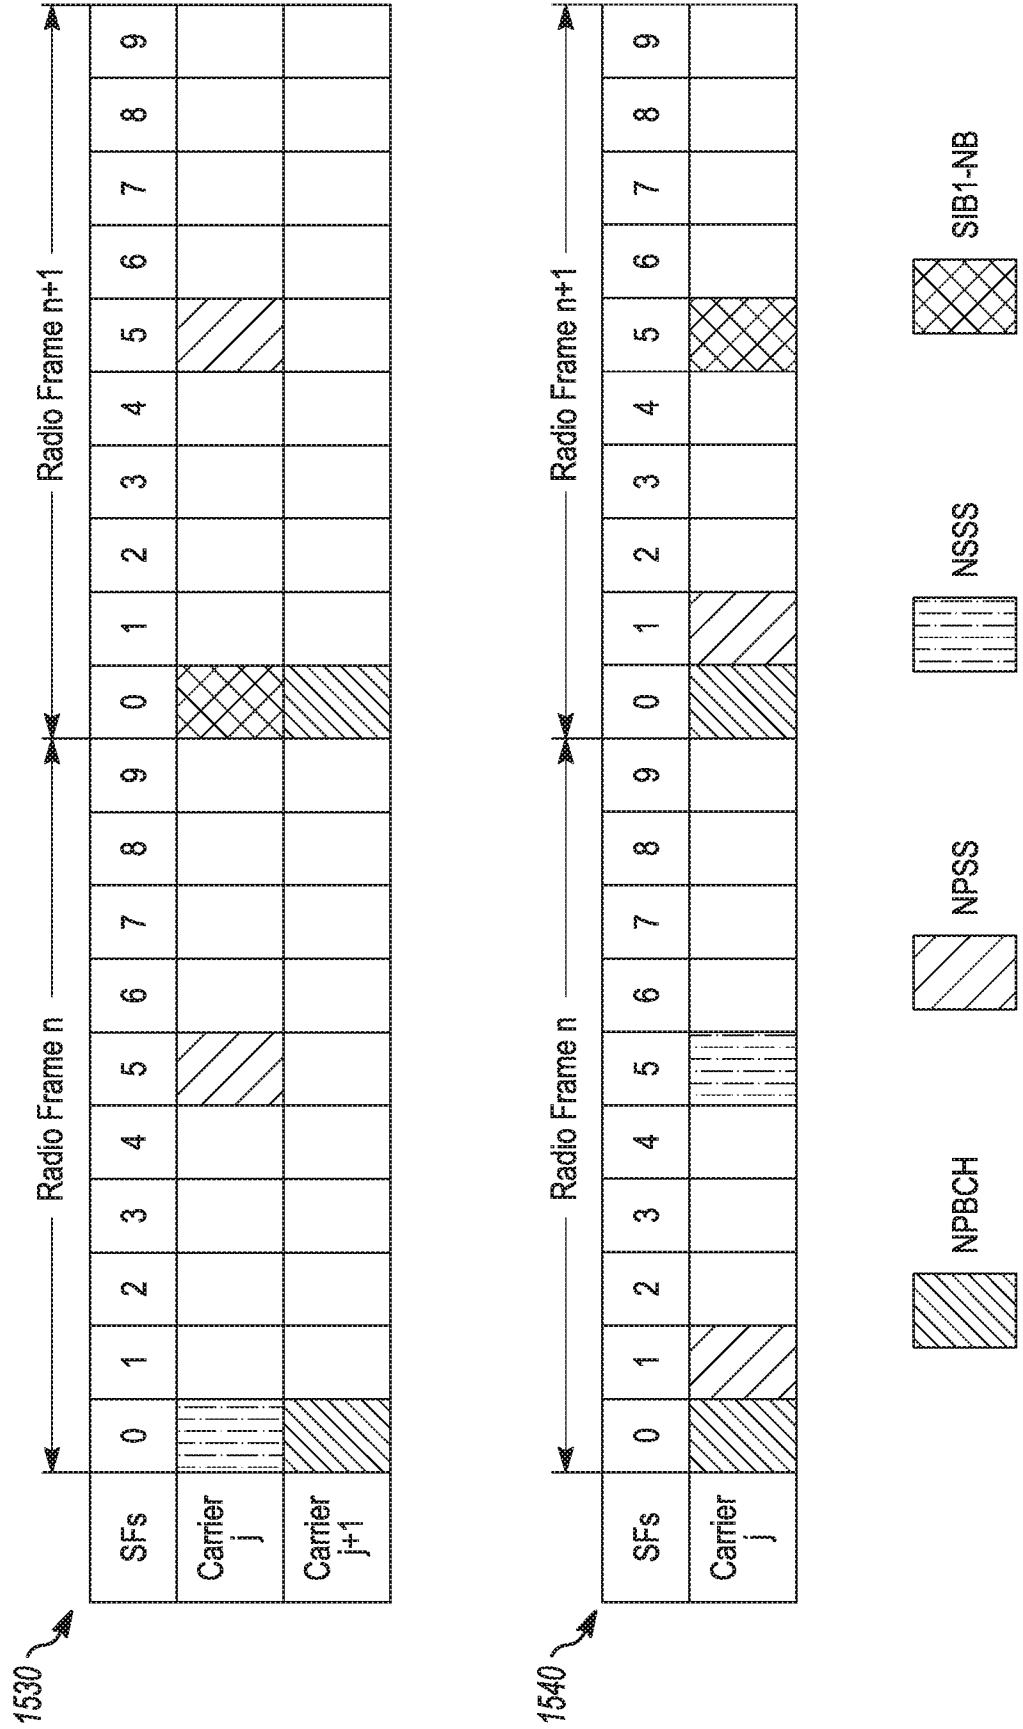 1530
Radio Frame n
Radio Frame n+1
SFs 0 1 2 3 4 5 6 7 8 9 0 1 2 3 4 5 6 7 8 9
Carrier
j
Carrier
j+1
1540
Radio Frame n
Radio Frame n+1
SFs 0 1 2 3 4 5 6 7 8 9 0 1 2 3 4 5 6 7 8 9
Carrier
j
NPBCH
NPSS
NSSS
SIB1-NB